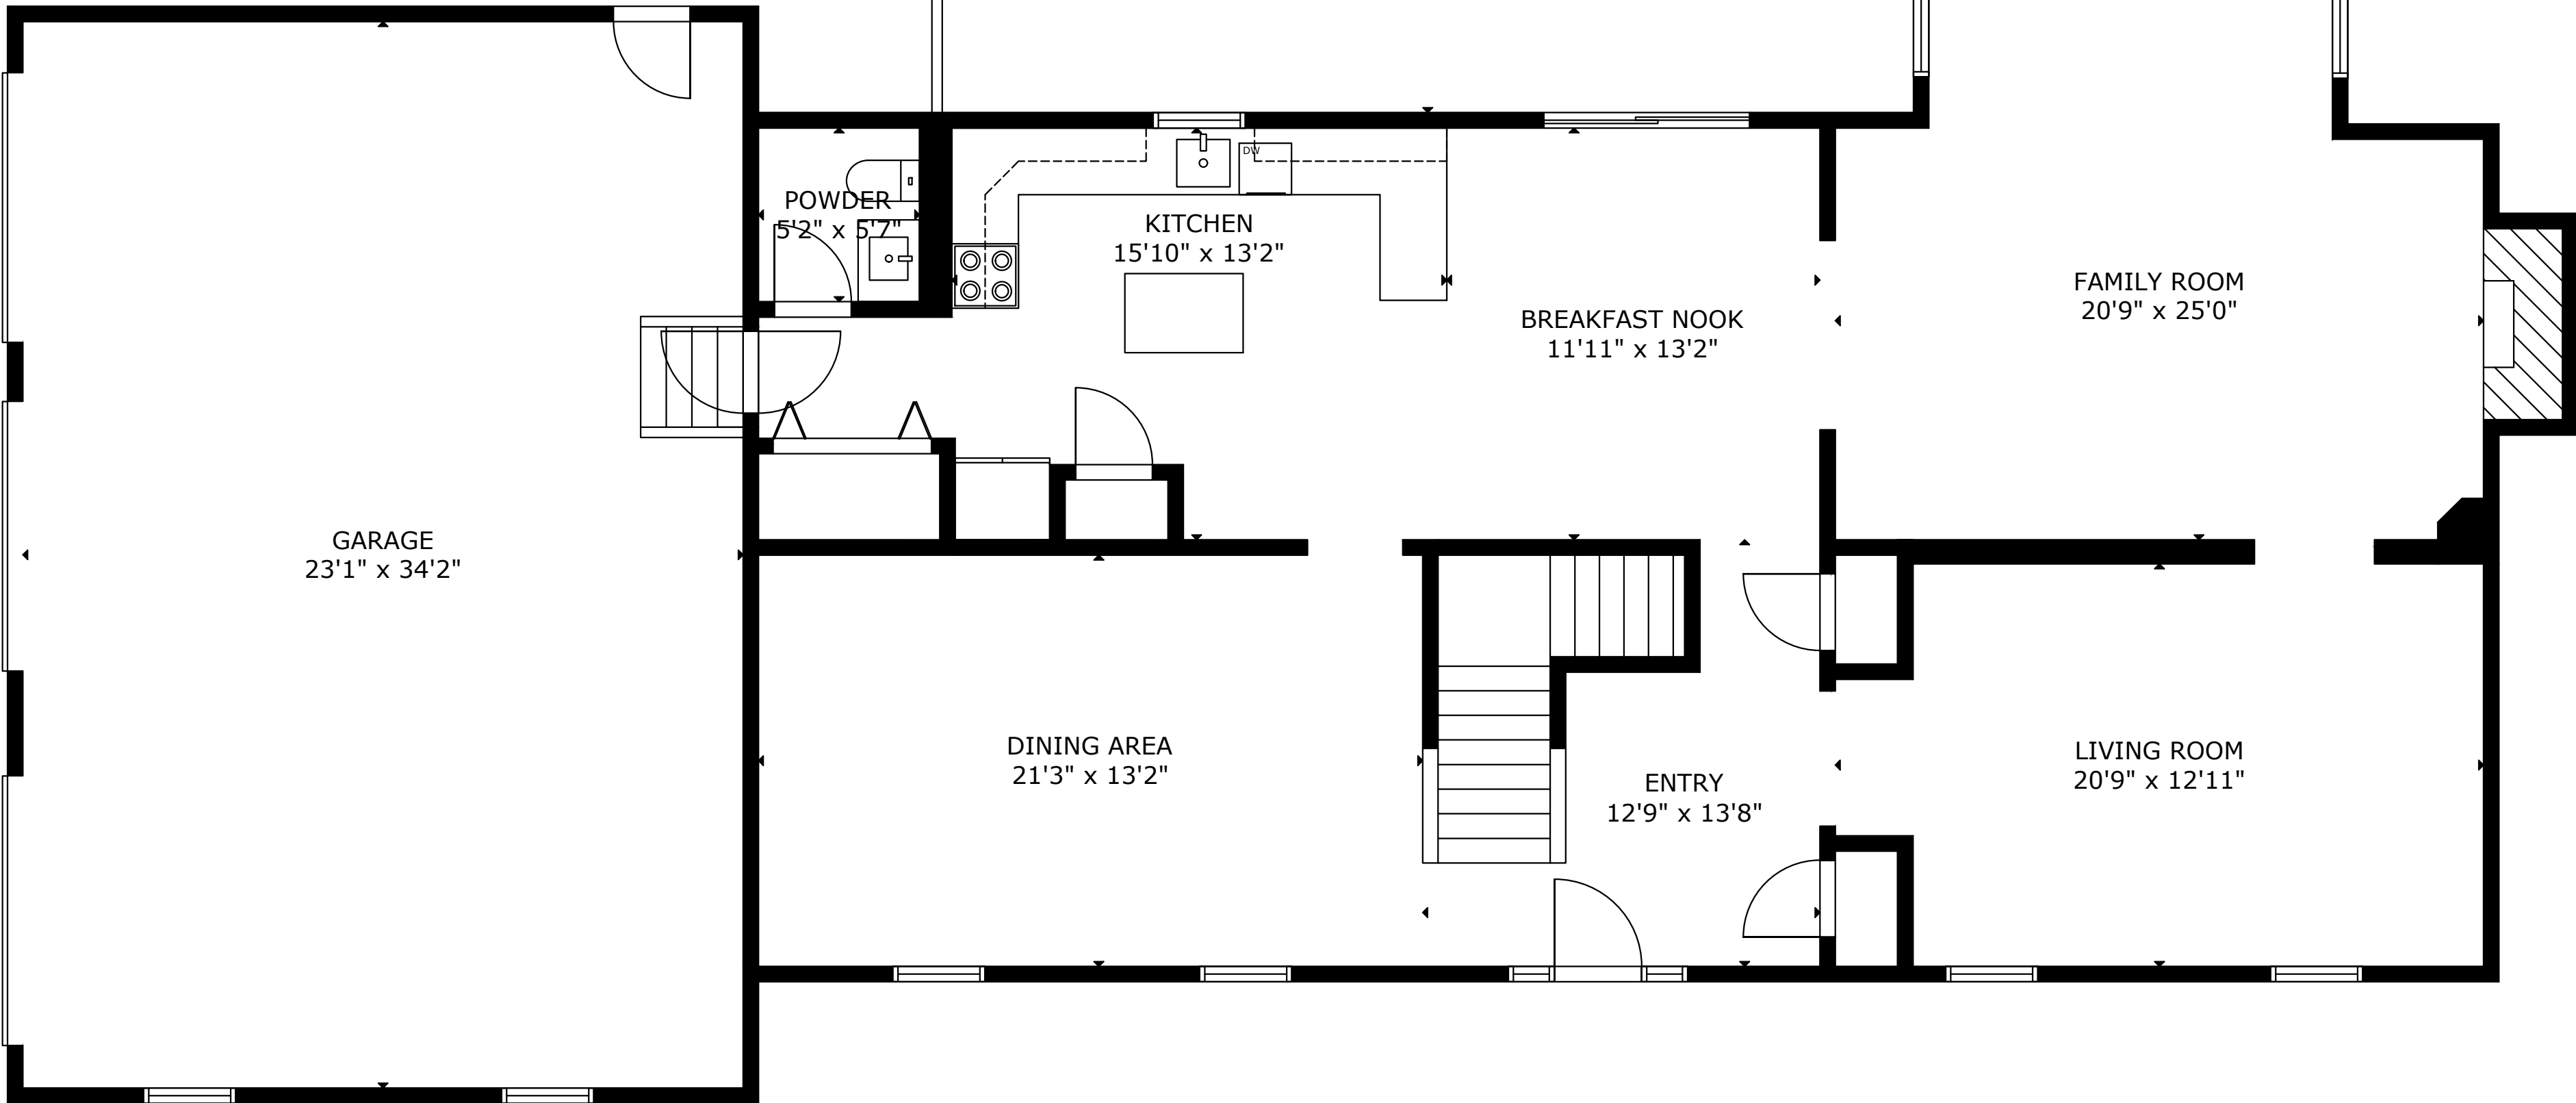 POWDER
5'2" x 5'7"
DW
KITCHEN
15'10" x 13'2"
BREAKFAST NOOK
11'11" x 13'2"
FAMILY ROOM
20'9" x 25'0"
GARAGE
23'1" x 34'2"
DINING AREA
21'3" x 13'2"
ENTRY
12'9" x 13'8"
LIVING ROOM
20'9" x 12'11"